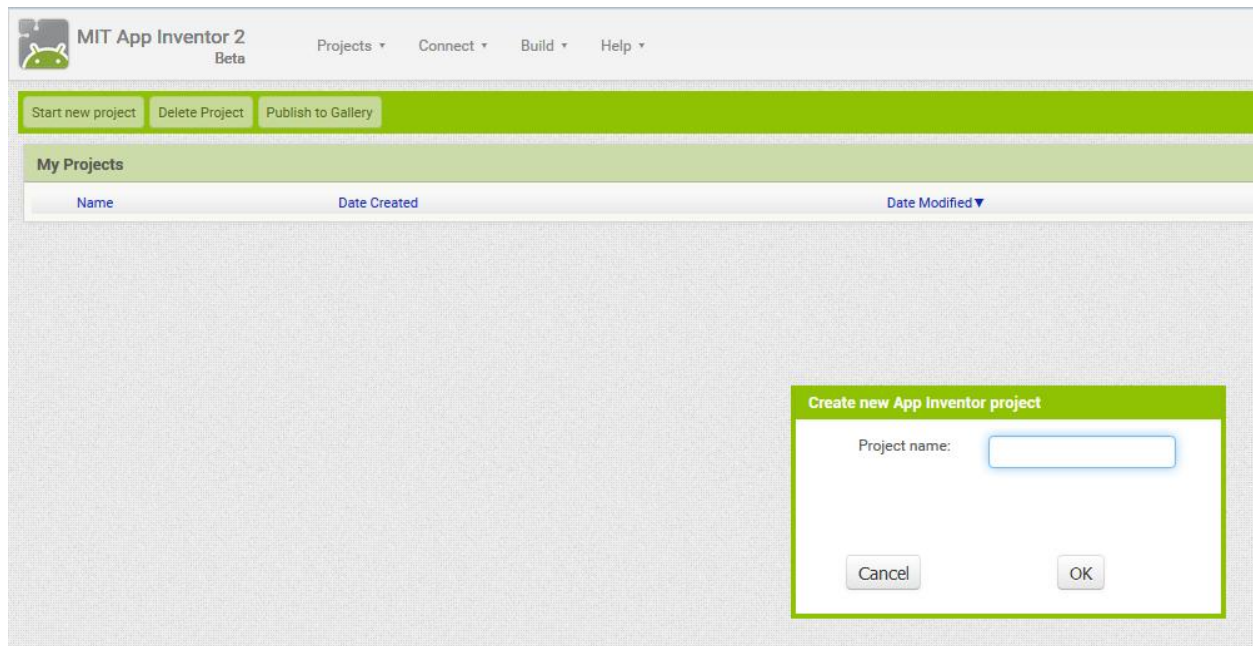 MIT App Inventor 2
Beta
Projects ▾ Connect ▾ Build ▾ Help ▾
Start new project Delete Project Publish to Gallery
My Projects
Name Date Created Date Modified▼
Create new App Inventor project
Project name:
Cancel OK